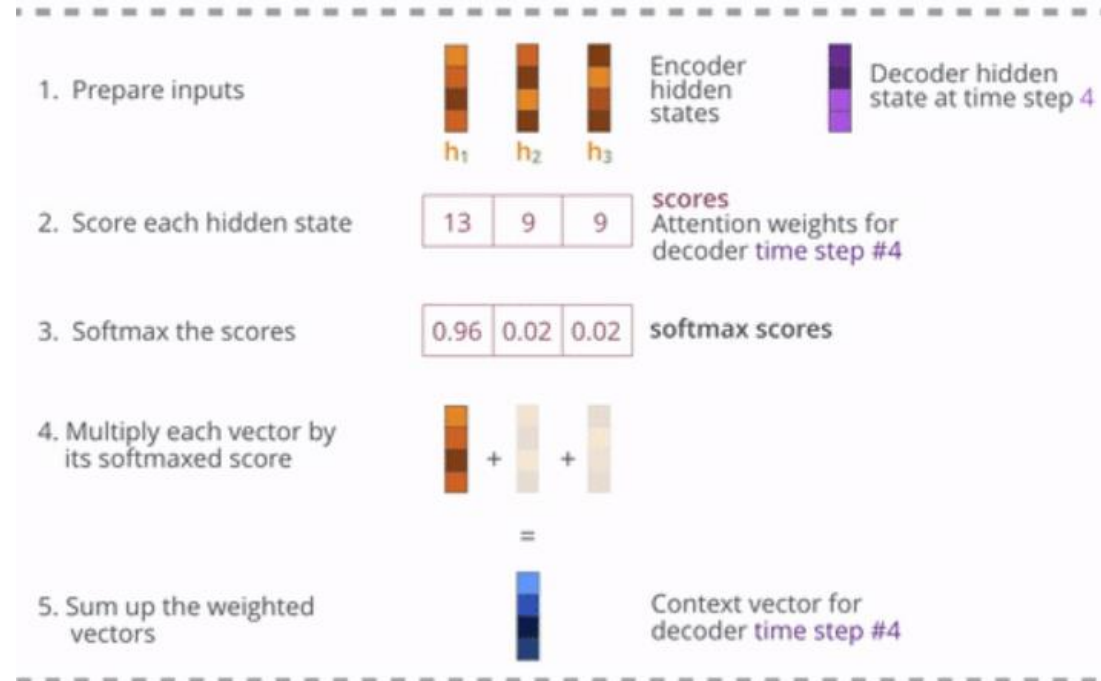 1. Prepare inputs
Encoder
hidden
states
Decoder hidden
state at time step 4
h₁ h₂ h₃
2. Score each hidden state
13 9 9
scores
Attention weights for
decoder time step #4
3. Softmax the scores
0.96 0.02 0.02
softmax scores
4. Multiply each vector by
its softmaxed score
+ +
=
5. Sum up the weighted
vectors
Context vector for
decoder time step #4